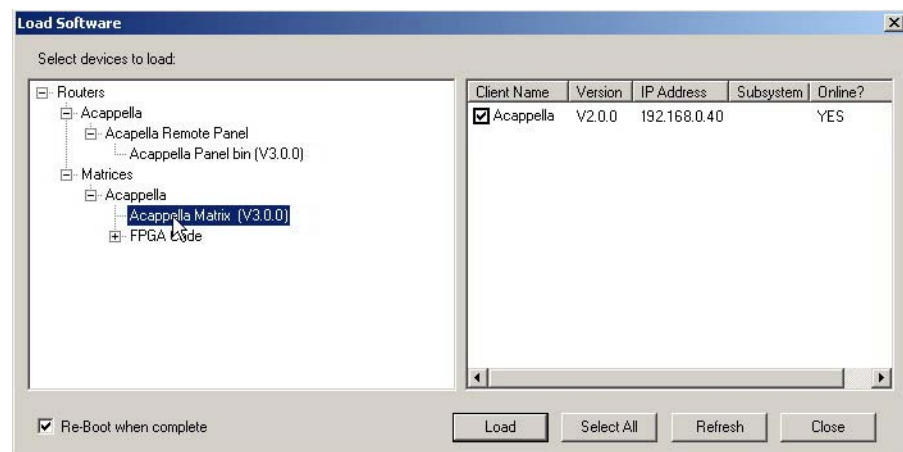 Load Software
Select devices to load:
Routers
Acappella
Acapella Remote Panel
Acappella Panel bin (V3.0.0)
Matrices
Acappella
Acappella Matrix (V3.0.0)
FPGA Code
Client Name Version IP Address Subsystem Online?
Acappella V2.0.0 192.168.0.40 YES
Re-Boot when complete
Load Select All Refresh Close